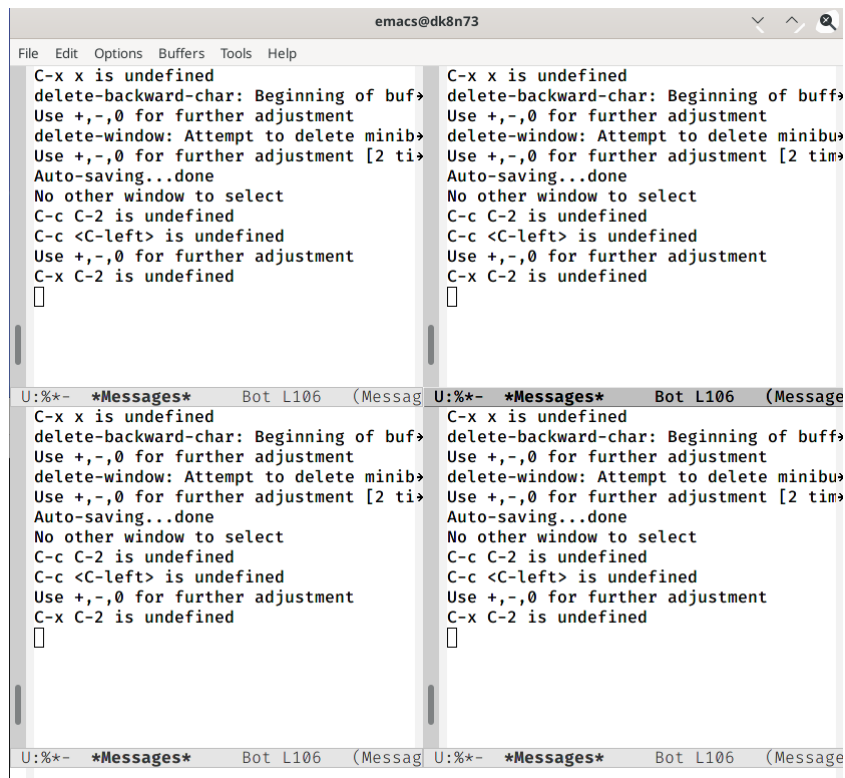 emacs@dk8n73
File Edit Options Buffers Tools Help
C-x x is undefined
delete-backward-char: Beginning of buf→
Use +,-,0 for further adjustment
delete-window: Attempt to delete minib→
Use +,-,0 for further adjustment [2 ti→
Auto-saving...done
No other window to select
C-c C-2 is undefined
C-c <C-left> is undefined
Use +,-,0 for further adjustment
C-x C-2 is undefined
U:%*- *Messages* Bot L106 (Messag
C-x x is undefined
delete-backward-char: Beginning of buff→
Use +,-,0 for further adjustment
delete-window: Attempt to delete minibu→
Use +,-,0 for further adjustment [2 tim→
Auto-saving...done
No other window to select
C-c C-2 is undefined
C-c <C-left> is undefined
Use +,-,0 for further adjustment
C-x C-2 is undefined
U:%*- *Messages* Bot L106 (Message
C-x x is undefined
delete-backward-char: Beginning of buf→
Use +,-,0 for further adjustment
delete-window: Attempt to delete minib→
Use +,-,0 for further adjustment [2 ti→
Auto-saving...done
No other window to select
C-c C-2 is undefined
C-c <C-left> is undefined
Use +,-,0 for further adjustment
C-x C-2 is undefined
U:%*- *Messages* Bot L106 (Messag
C-x x is undefined
delete-backward-char: Beginning of buff→
Use +,-,0 for further adjustment
delete-window: Attempt to delete minibu→
Use +,-,0 for further adjustment [2 tim→
Auto-saving...done
No other window to select
C-c C-2 is undefined
C-c <C-left> is undefined
Use +,-,0 for further adjustment
C-x C-2 is undefined
U:%*- *Messages* Bot L106 (Message